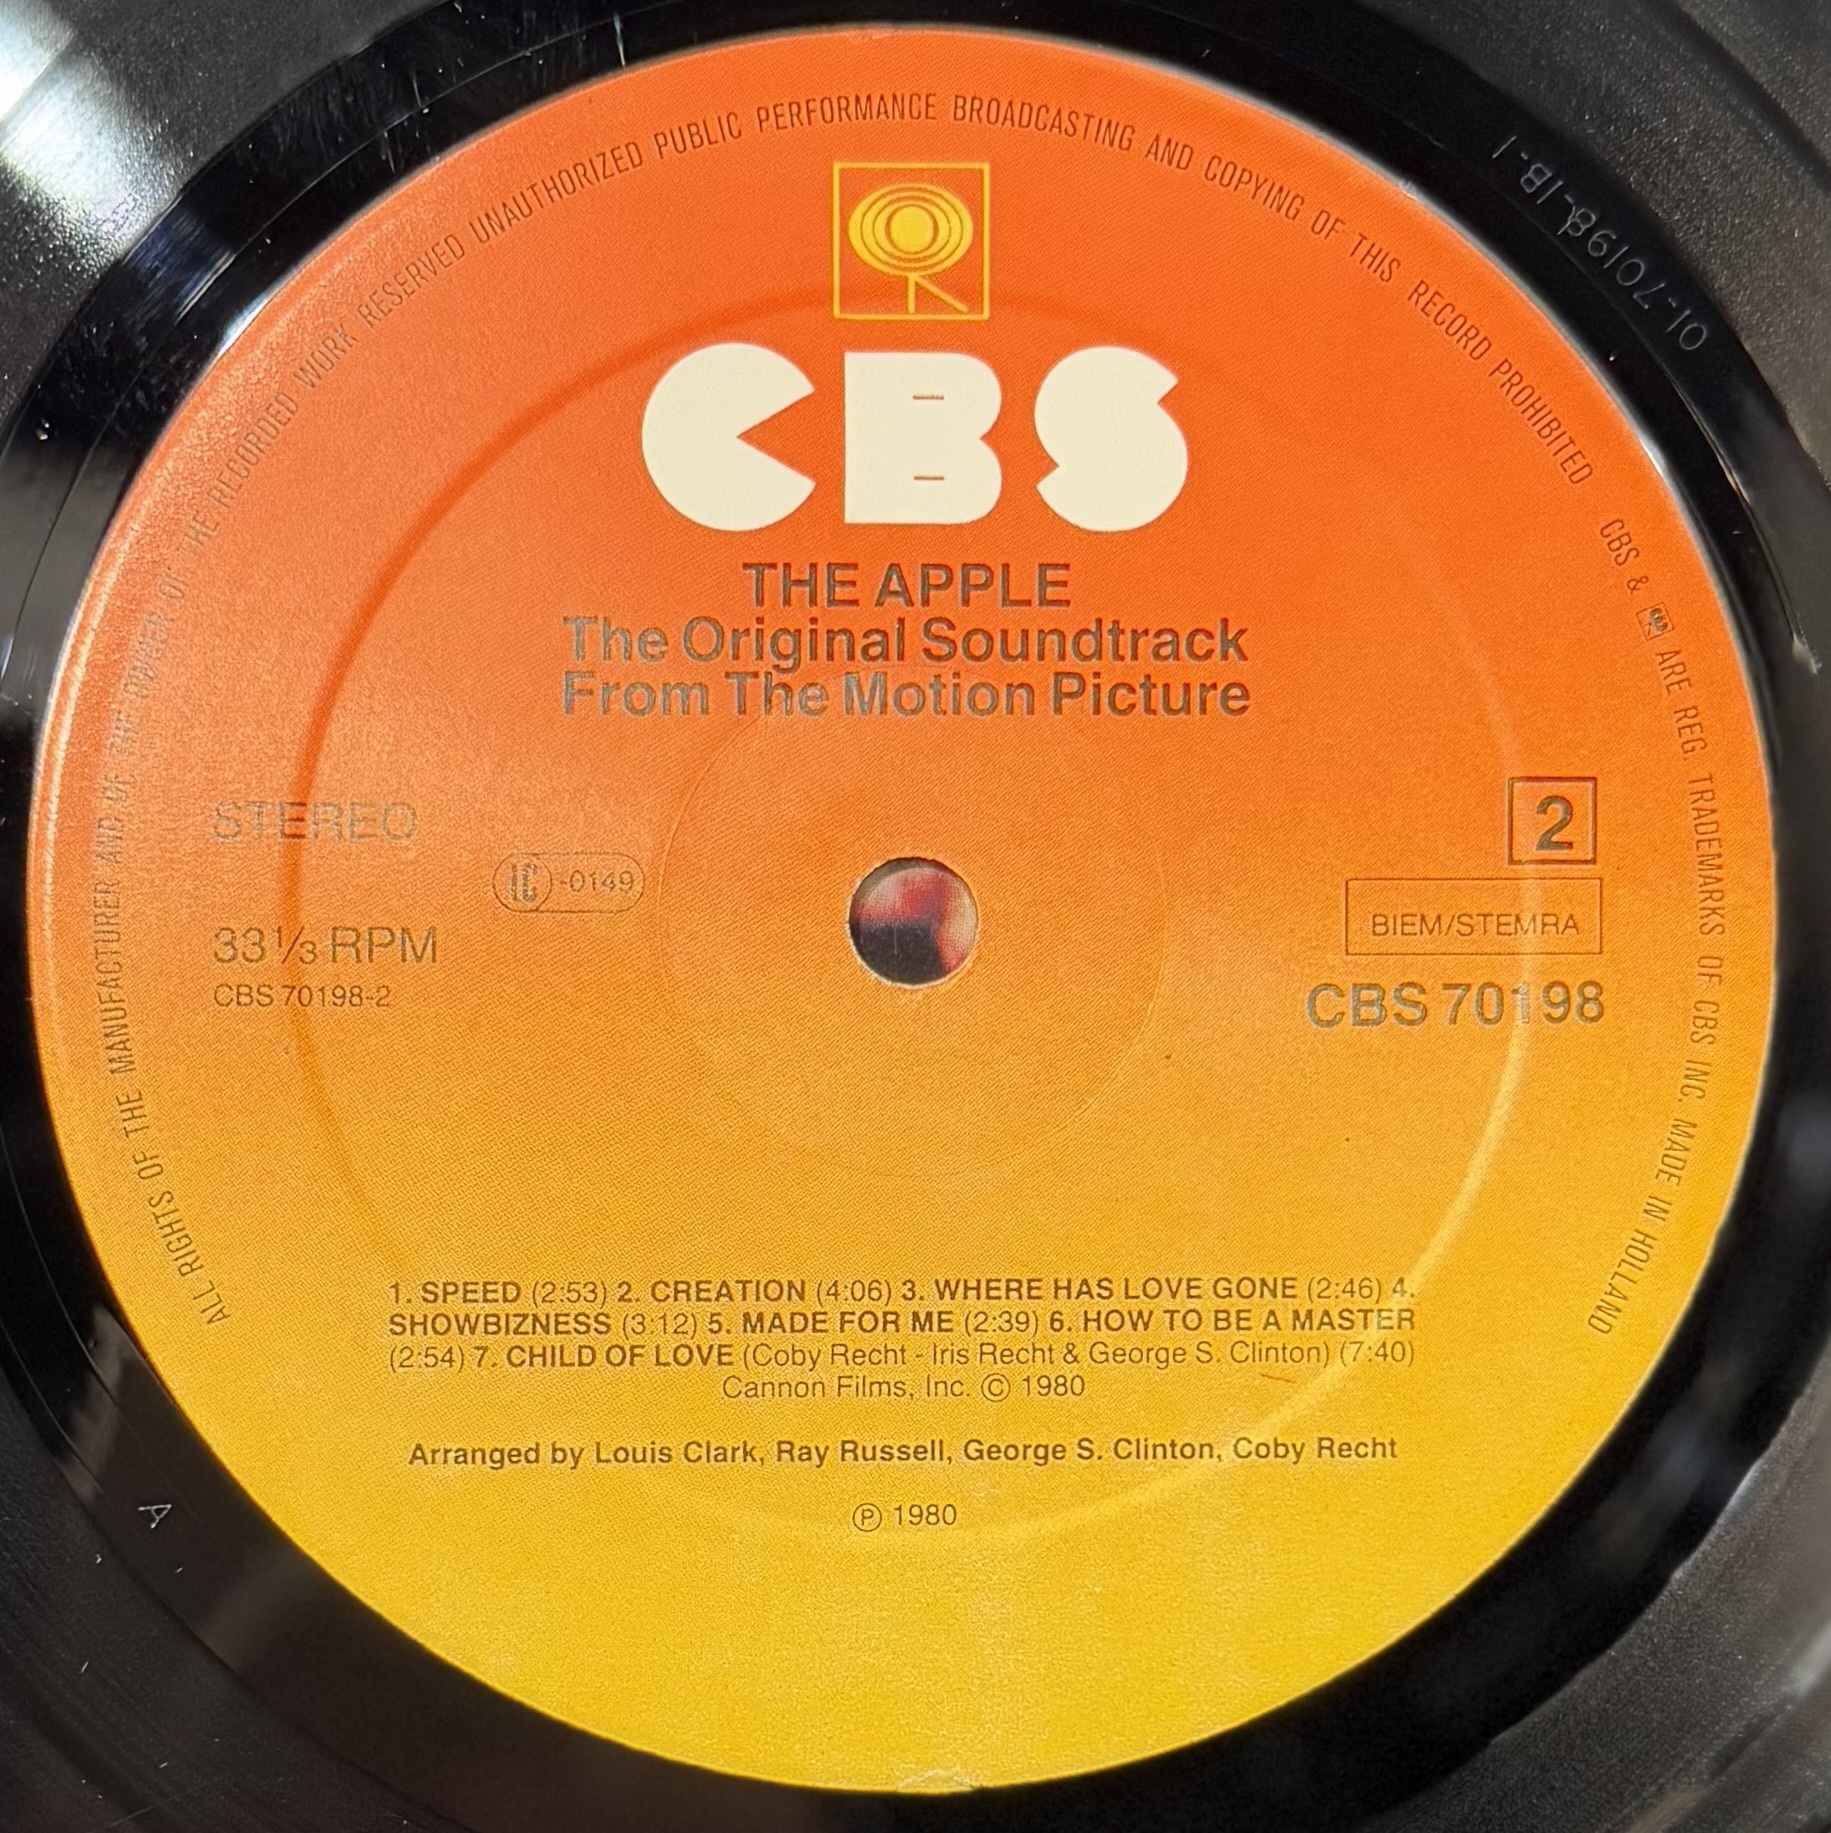 ALL RIGHTS OF THE MANUFACTURER AND OF THE OWNER OF THE RECORDED WORK RESERVED UNAUTHORIZED PUBLIC PERFORMANCE BROADCASTING AND COPYING OF THIS RECORD PROHIBITED CBS & ARE REG. TRADEMARKS OF CBS INC. MADE IN HOLLAND
01-70198-1B-1
CBS
THE APPLE
The Original Soundtrack
From The Motion Picture
STEREO
2
-0149
BIEM/STEMRA
33⅓ RPM
CBS 70198-2
CBS 70198
1. SPEED (2:53) 2. CREATION (4:06) 3. WHERE HAS LOVE GONE (2:46) 4.
SHOWBIZNESS (3:12) 5. MADE FOR ME (2:39) 6. HOW TO BE A MASTER
(2:54) 7. CHILD OF LOVE (Coby Recht - Iris Recht & George S. Clinton) (7:40)
Cannon Films, Inc. © 1980
Arranged by Louis Clark, Ray Russell, George S. Clinton, Coby Recht
℗ 1980
A